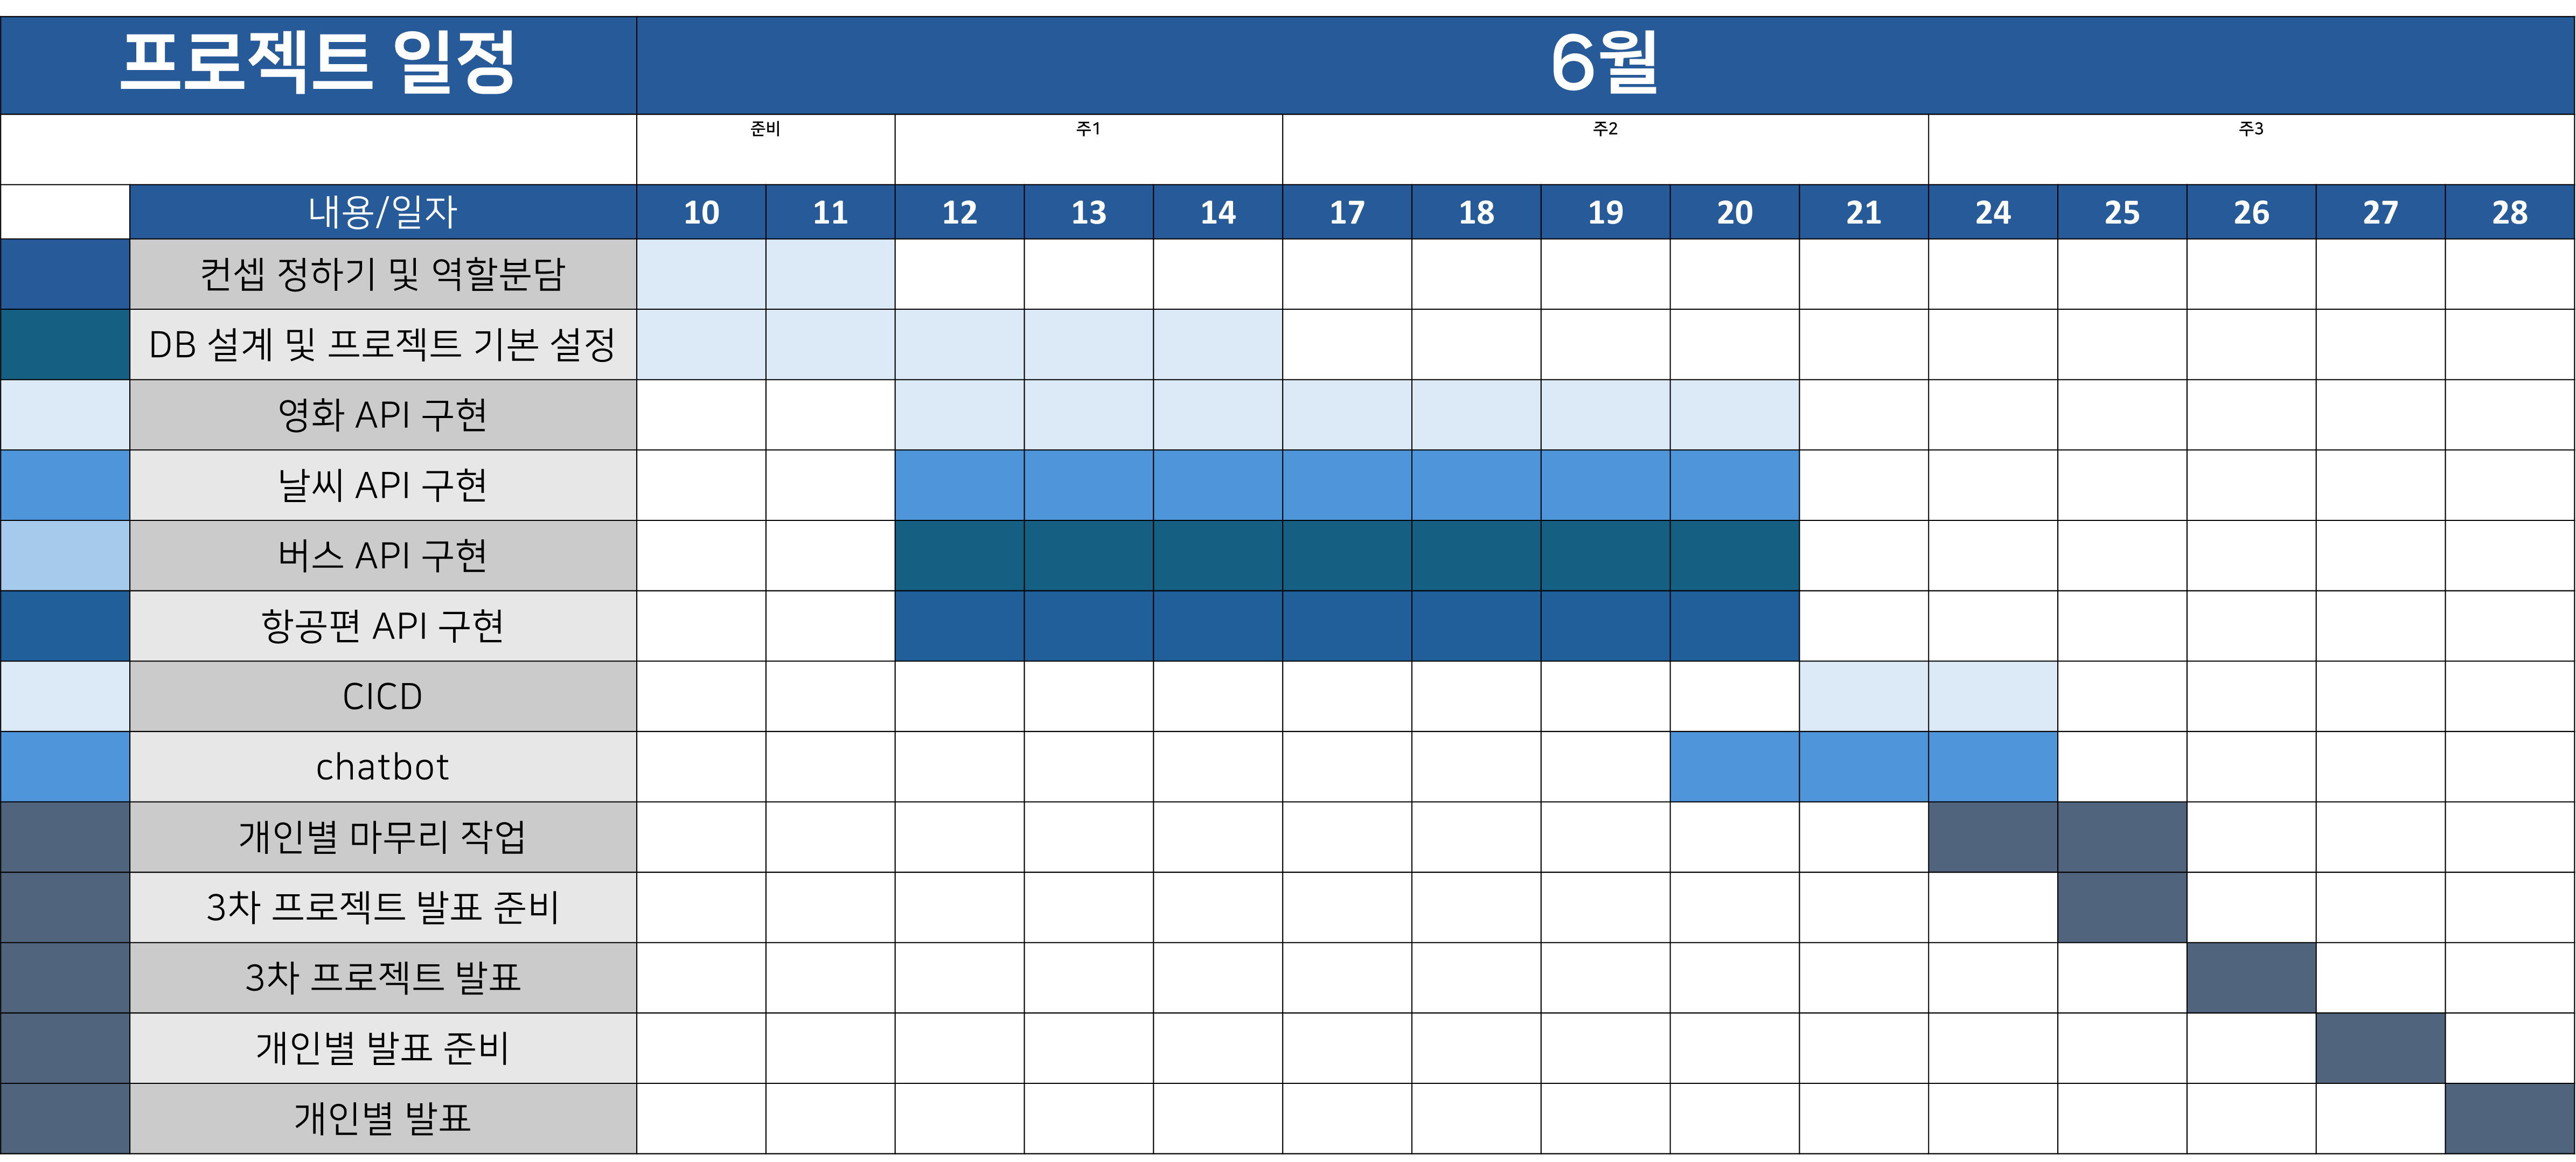 프로젝트 일정 6월
준비 주1 주2 주3
내용/일자 10 11 12 13 14 17 18 19 20 21 24 25 26 27 28
컨셉 정하기 및 역할분담
DB 설계 및 프로젝트 기본 설정
영화 API 구현
날씨 API 구현
버스 API 구현
항공편 API 구현
CICD
chatbot
개인별 마무리 작업
3차 프로젝트 발표 준비
3차 프로젝트 발표
개인별 발표 준비
개인별 발표